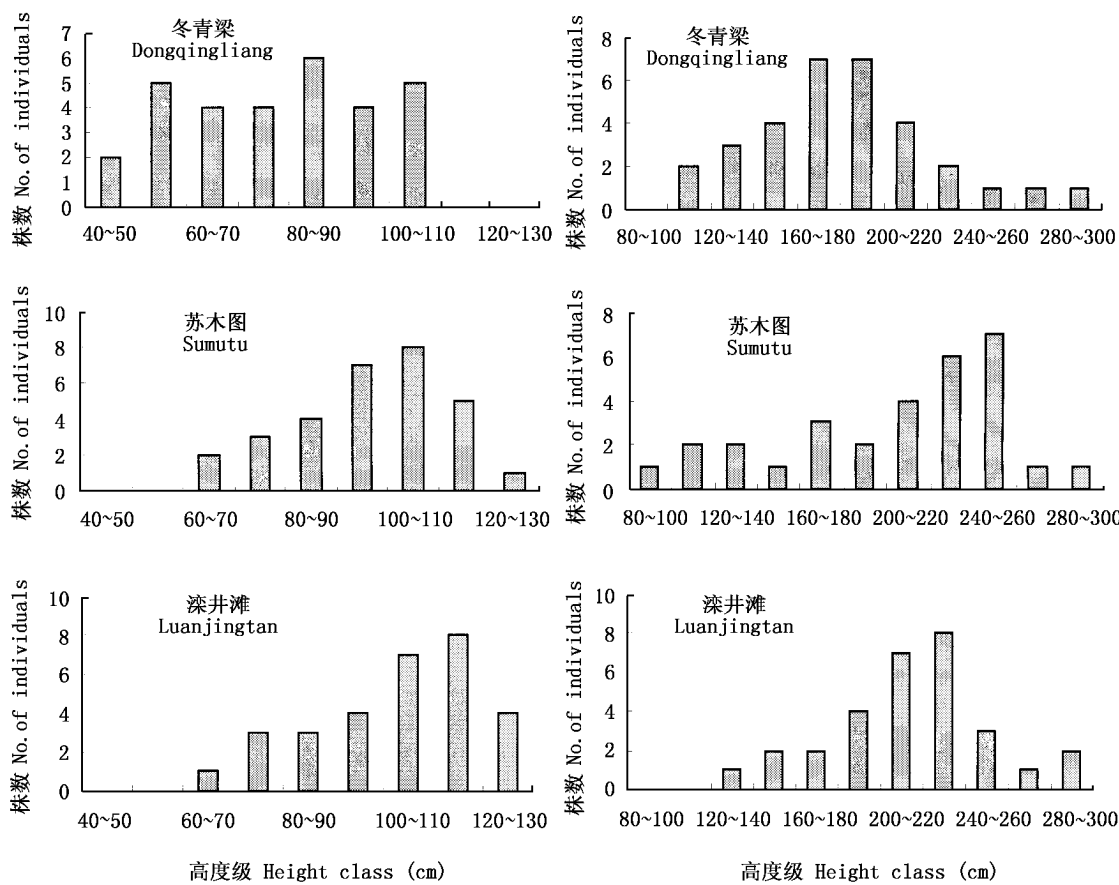 冬青梁
Dongqingliang
株数 No. of individuals
7
6
5
4
3
2
1
0
40~50 60~70 80~90 100~110 120~130
冬青梁
Dongqingliang
株数 No. of individuals
8
6
4
2
0
80~100 120~140 160~180 200~220 240~260 280~300
苏木图
Sumutu
株数 No. of individuals
10
8
6
4
2
0
40~50 60~70 80~90 100~110 120~130
苏木图
Sumutu
株数 No. of individuals
8
6
4
2
0
80~100 120~140 160~180 200~220 240~260 280~300
滦井滩
Luanjingtan
株数 No. of individuals
10
8
6
4
2
0
40~50 60~70 80~90 100~110 120~130
高度级 Height class (cm)
滦井滩
Luanjingtan
株数 No. of individuals
10
8
6
4
2
0
80~100 120~140 160~180 200~220 240~260 280~300
高度级 Height class (cm)